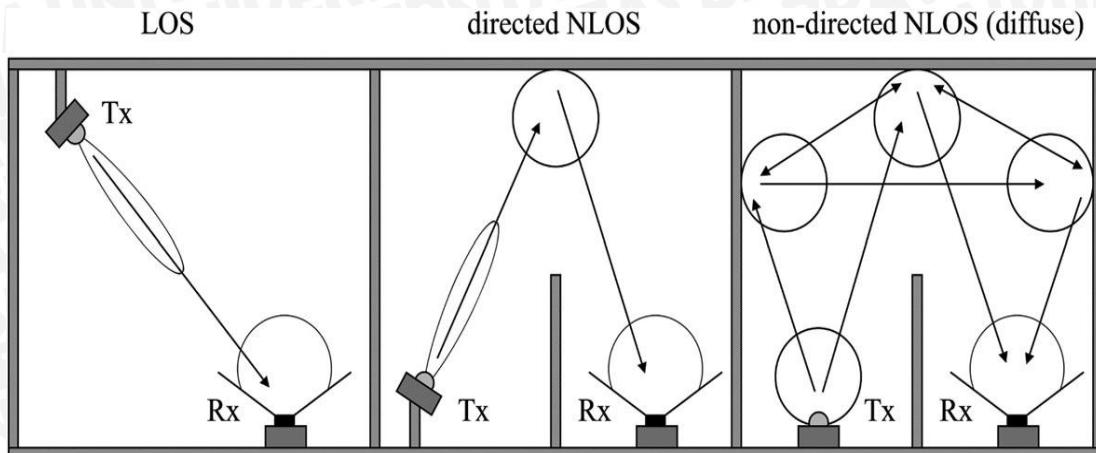 LOS
directed NLOS
non-directed NLOS (diffuse)
Tx
Rx
Tx
Rx
Tx
Rx